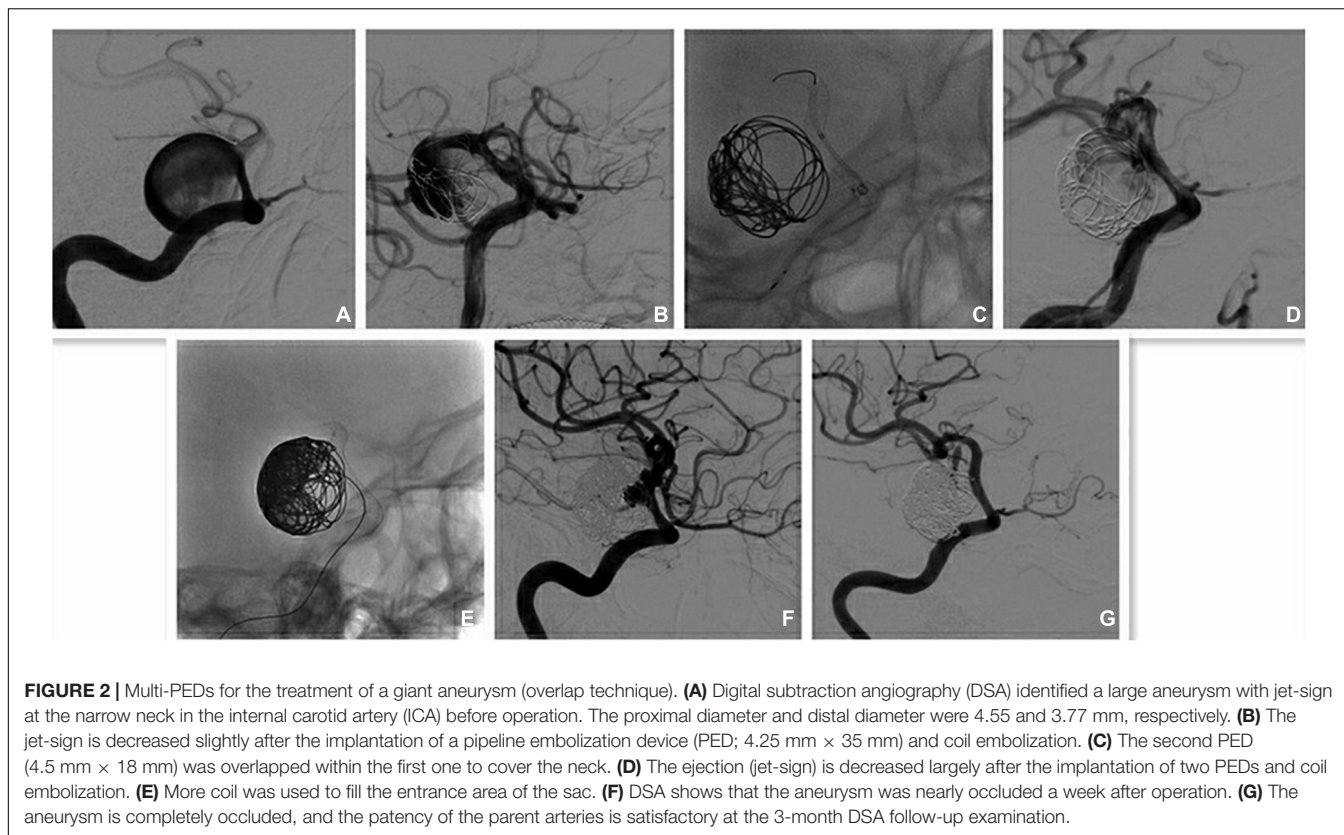 A
B
C
D
E
F
G
FIGURE 2 | Multi-PEDs for the treatment of a giant aneurysm (overlap technique). (A) Digital subtraction angiography (DSA) identified a large aneurysm with jet-sign
at the narrow neck in the internal carotid artery (ICA) before operation. The proximal diameter and distal diameter were 4.55 and 3.77 mm, respectively. (B) The
jet-sign is decreased slightly after the implantation of a pipeline embolization device (PED; 4.25 mm × 35 mm) and coil embolization. (C) The second PED
(4.5 mm × 18 mm) was overlapped within the first one to cover the neck. (D) The ejection (jet-sign) is decreased largely after the implantation of two PEDs and coil
embolization. (E) More coil was used to fill the entrance area of the sac. (F) DSA shows that the aneurysm was nearly occluded a week after operation. (G) The
aneurysm is completely occluded, and the patency of the parent arteries is satisfactory at the 3-month DSA follow-up examination.